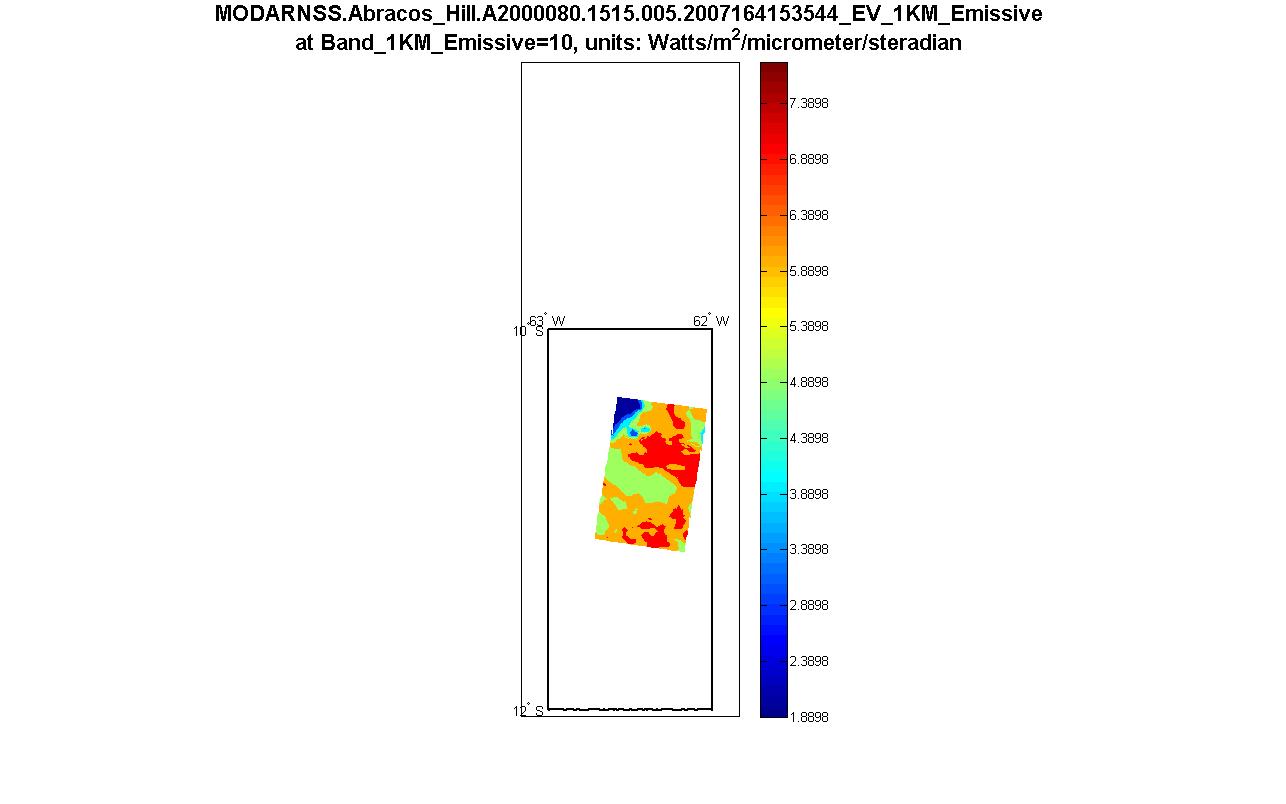 MODARNSS.Abracos_Hill.A2000080.1515.005.2007164153544_EV_1KM_Emissive
at Band_1KM_Emissive=10, units: Watts/m²/micrometer/steradian
63° W
62° W
10° S
12° S
7.3898
6.8898
6.3898
5.8898
5.3898
4.8898
4.3898
3.8898
3.3898
2.8898
2.3898
1.8898